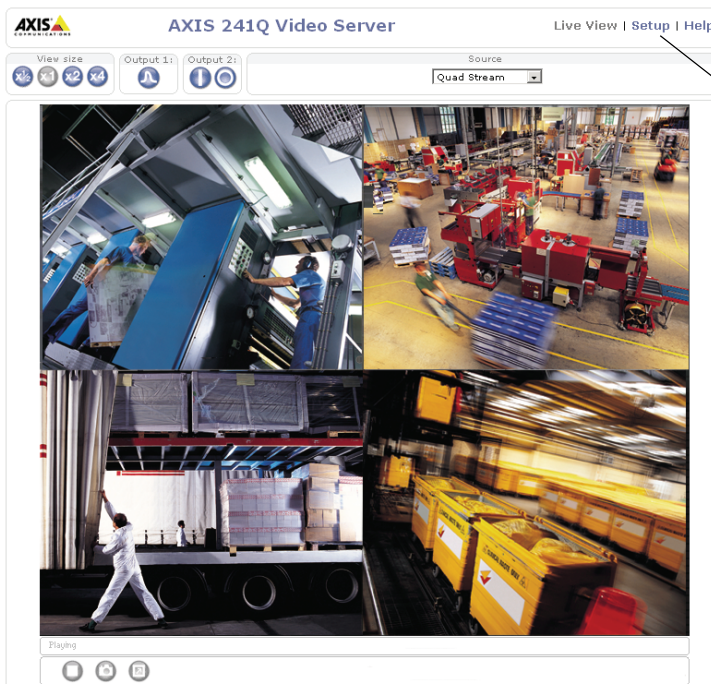 AXIS
COMMUNICATIONS
AXIS 241Q Video Server
Live View | Setup | Help
View size
Output 1:
Output 2:
Source
x½ x1 x2 x4
Quad Stream
Playing